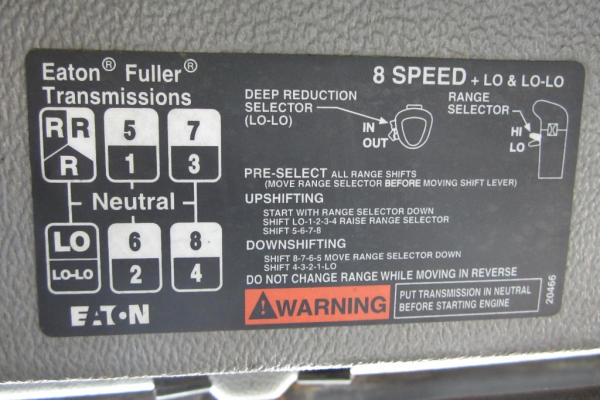 Eaton® Fuller®
Transmissions
8 SPEED + LO & LO-LO
DEEP REDUCTION
SELECTOR
(LO-LO)
IN
OUT
RANGE
SELECTOR
HI
LO
R R 5 7
R 1 3
Neutral
LO 6 8
LO-LO 2 4
PRE-SELECT ALL RANGE SHIFTS
(MOVE RANGE SELECTOR BEFORE MOVING SHIFT LEVER)
UPSHIFTING
START WITH RANGE SELECTOR DOWN
SHIFT LO-1-2-3-4 RAISE RANGE SELECTOR
SHIFT 5-6-7-8
DOWNSHIFTING
SHIFT 8-7-6-5 MOVE RANGE SELECTOR DOWN
SHIFT 4-3-2-1-LO
DO NOT CHANGE RANGE WHILE MOVING IN REVERSE
WARNING
PUT TRANSMISSION IN NEUTRAL
BEFORE STARTING ENGINE
20466
EATON